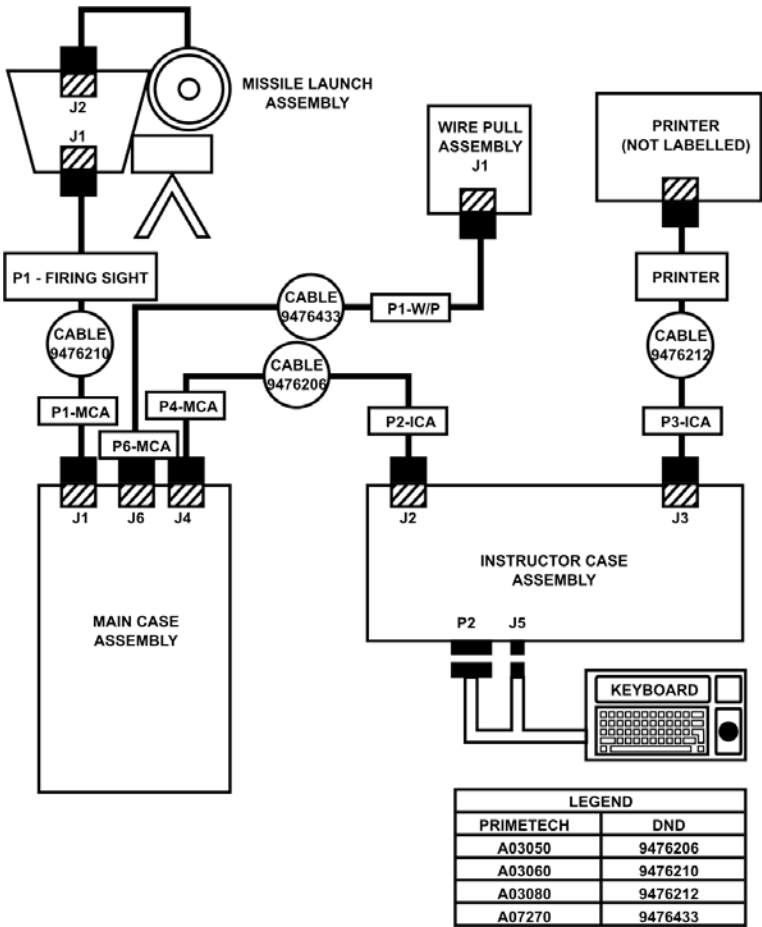 J2
MISSILE LAUNCH
ASSEMBLY
J1
WIRE PULL
ASSEMBLY
J1
PRINTER
(NOT LABELLED)
P1 - FIRING SIGHT
CABLE
9476433
P1-W/P
PRINTER
CABLE
9476210
CABLE
9476206
CABLE
9476212
P1-MCA
P4-MCA
P6-MCA
P2-ICA
P3-ICA
J1
J6
J4
J2
J3
MAIN CASE
ASSEMBLY
INSTRUCTOR CASE
ASSEMBLY
P2
J5
KEYBOARD
LEGEND
PRIMETECH DND
A03050 9476206
A03060 9476210
A03080 9476212
A07270 9476433